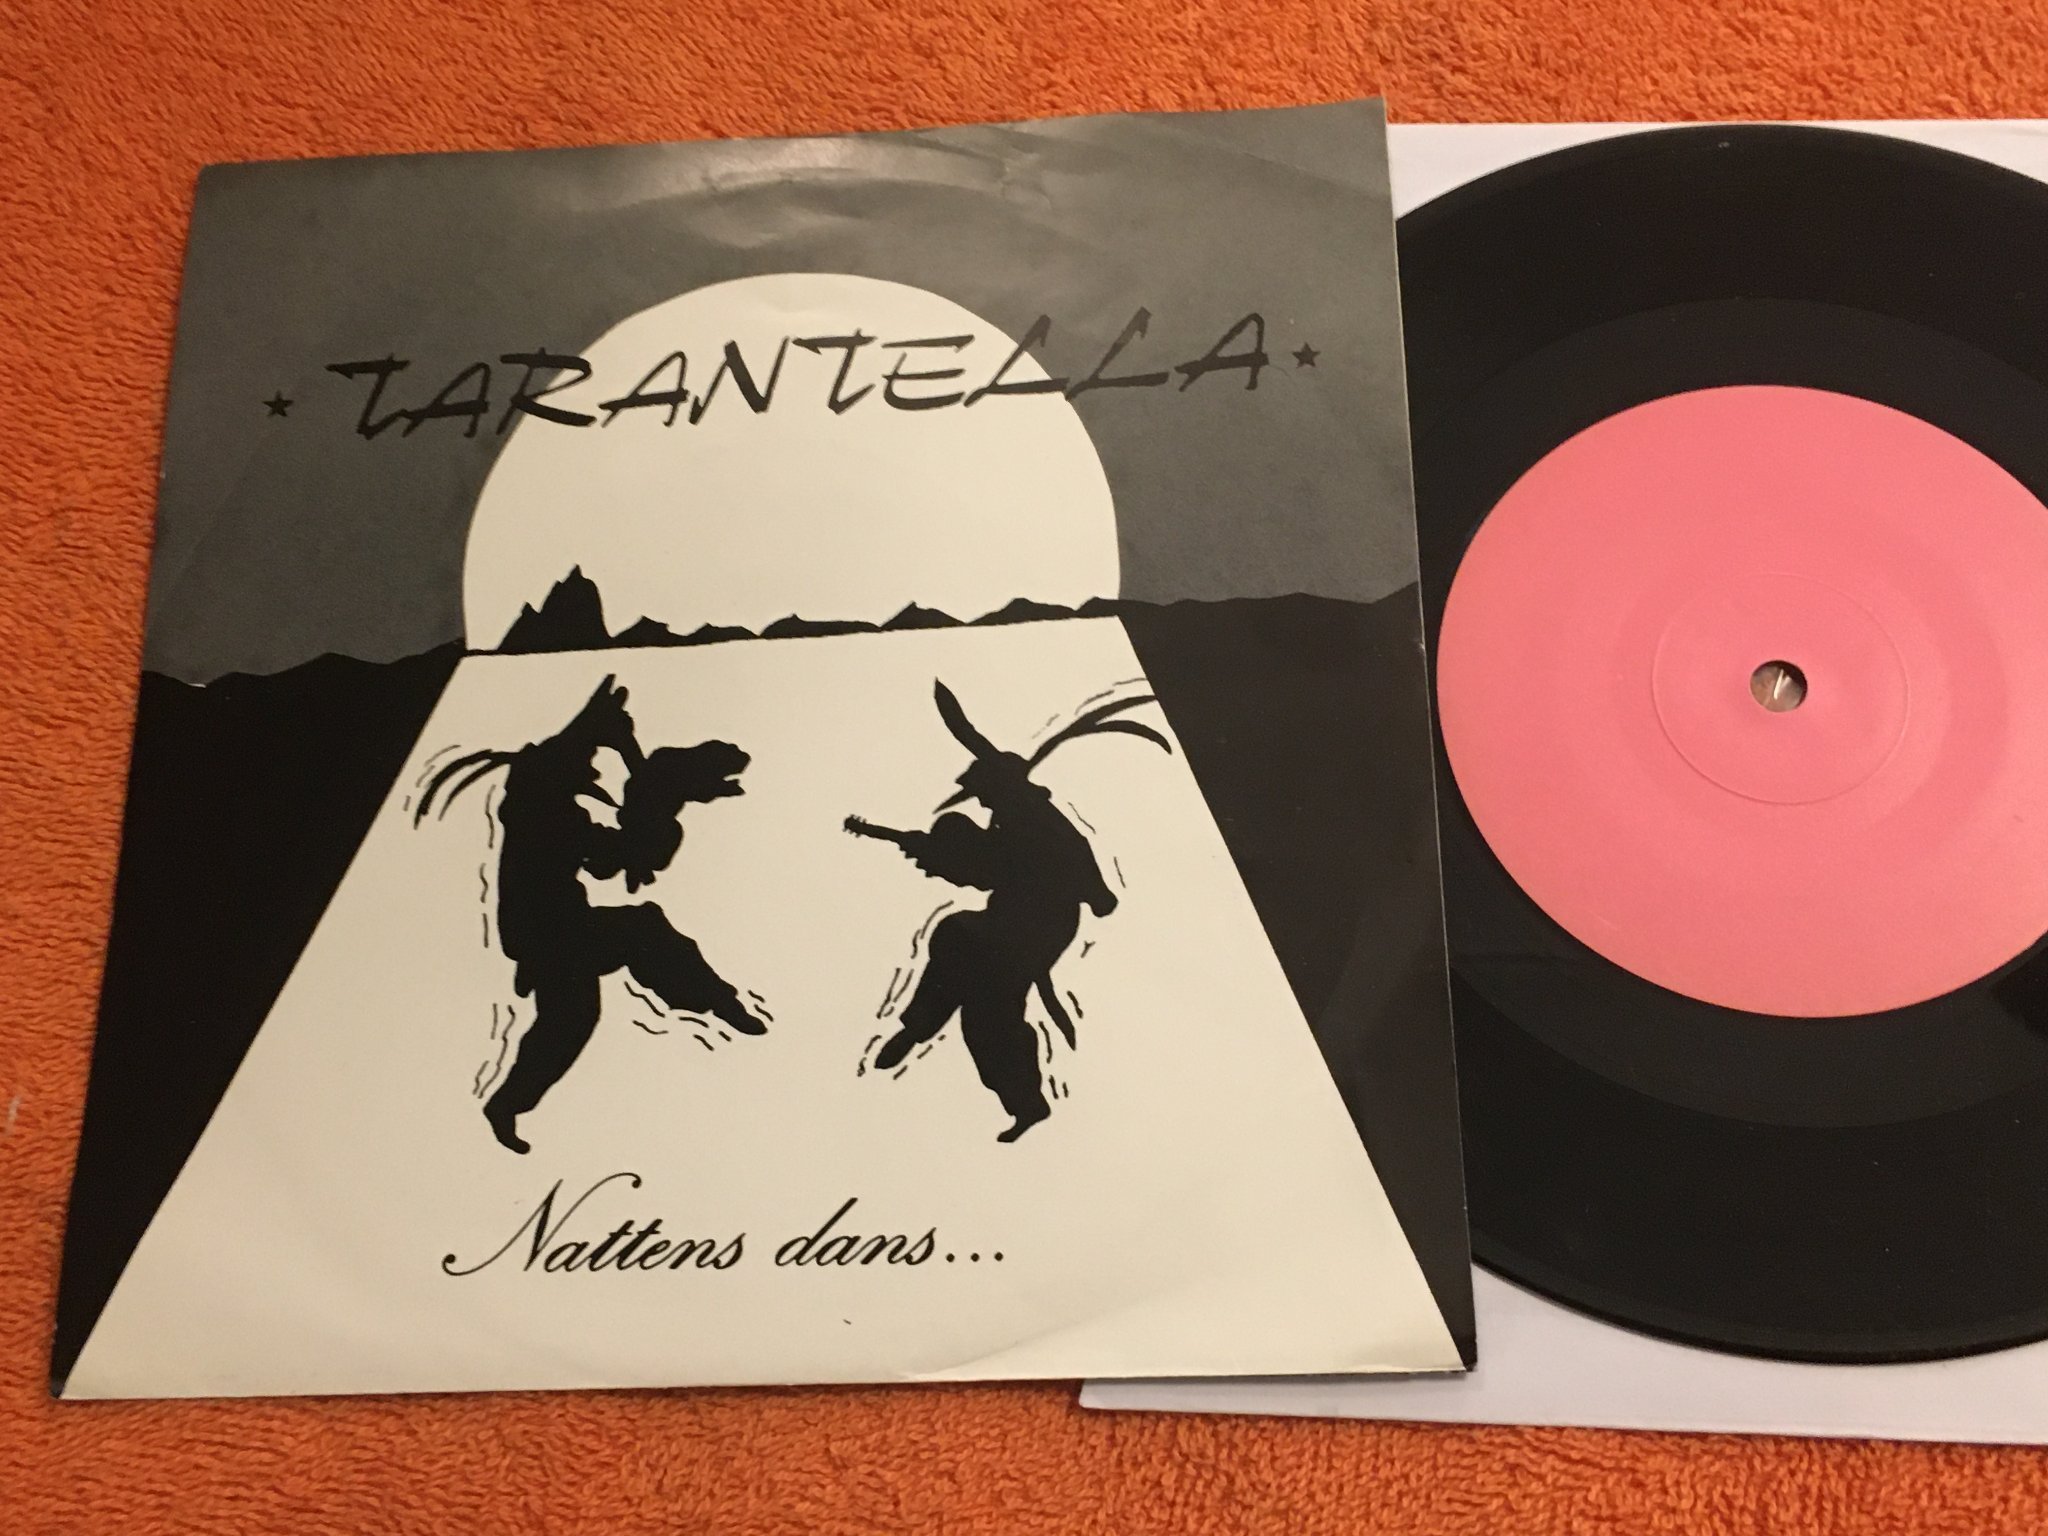 ★ TARANTELLA ★
Nattens dans...